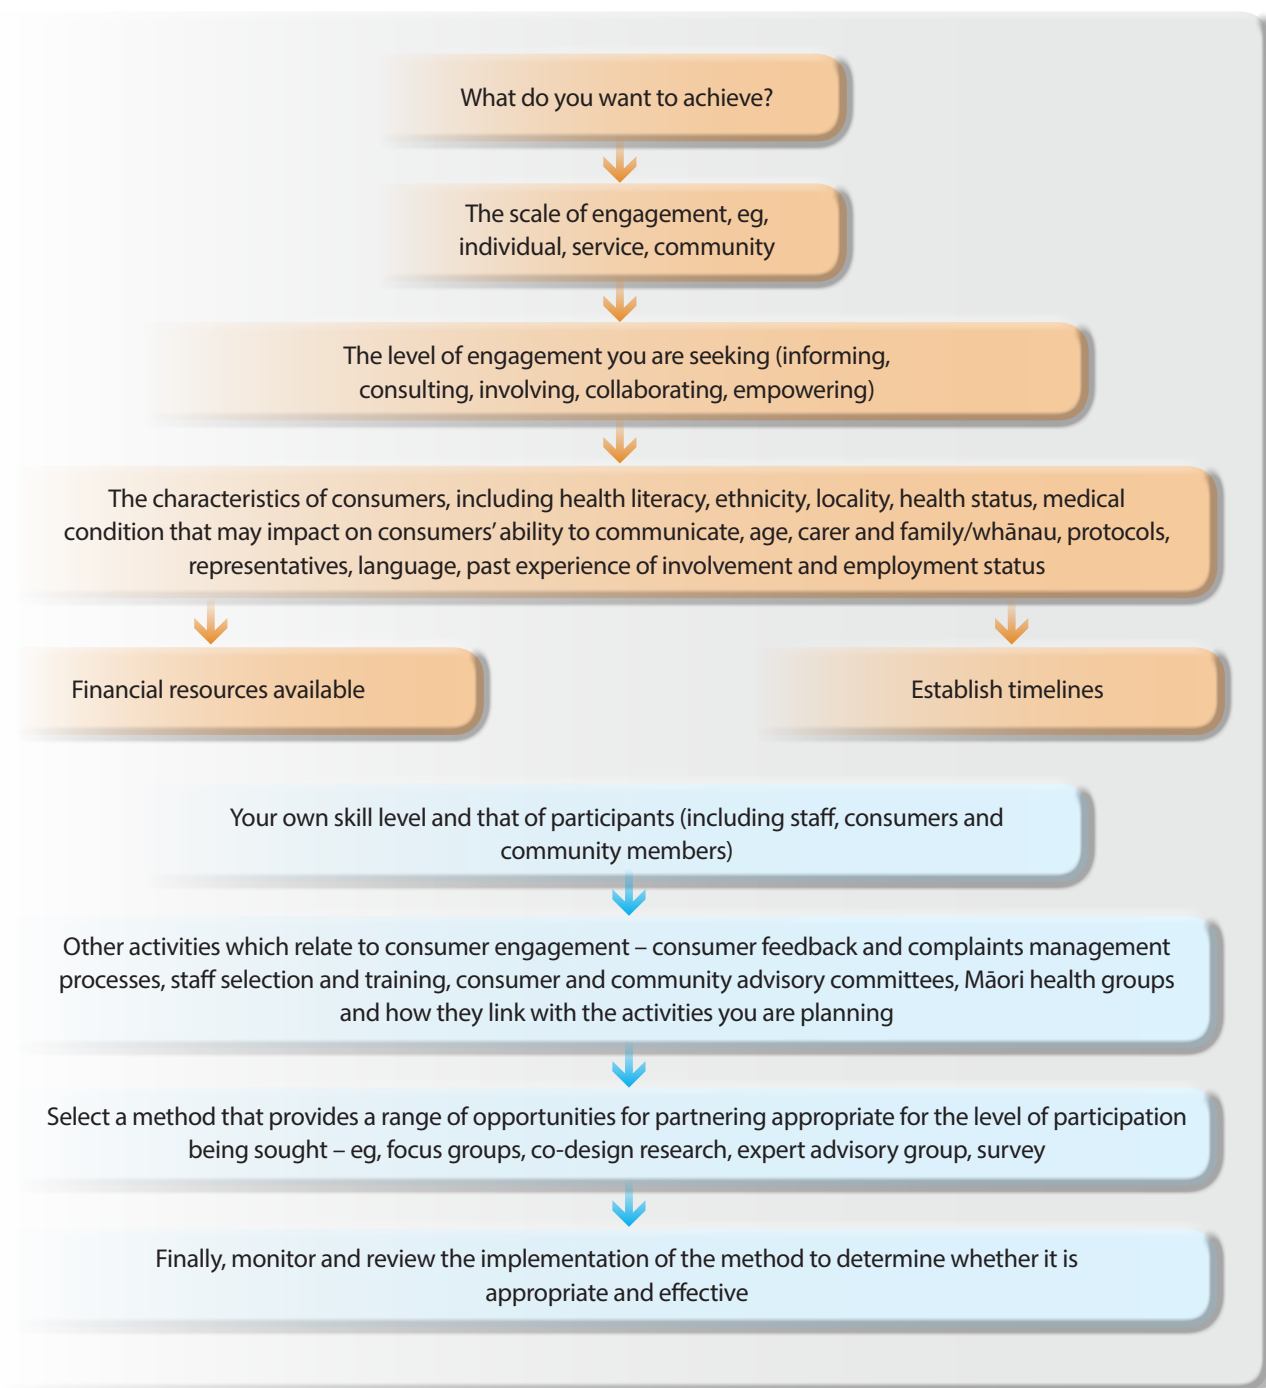 What do you want to achieve?
The scale of engagement, eg,
individual, service, community
The level of engagement you are seeking (informing,
consulting, involving, collaborating, empowering)
The characteristics of consumers, including health literacy, ethnicity, locality, health status, medical
condition that may impact on consumers’ ability to communicate, age, carer and family/whānau, protocols,
representatives, language, past experience of involvement and employment status
Financial resources available
Establish timelines
Your own skill level and that of participants (including staff, consumers and
community members)
Other activities which relate to consumer engagement – consumer feedback and complaints management
processes, staff selection and training, consumer and community advisory committees, Māori health groups
and how they link with the activities you are planning
Select a method that provides a range of opportunities for partnering appropriate for the level of participation
being sought – eg, focus groups, co-design research, expert advisory group, survey
Finally, monitor and review the implementation of the method to determine whether it is
appropriate and effective